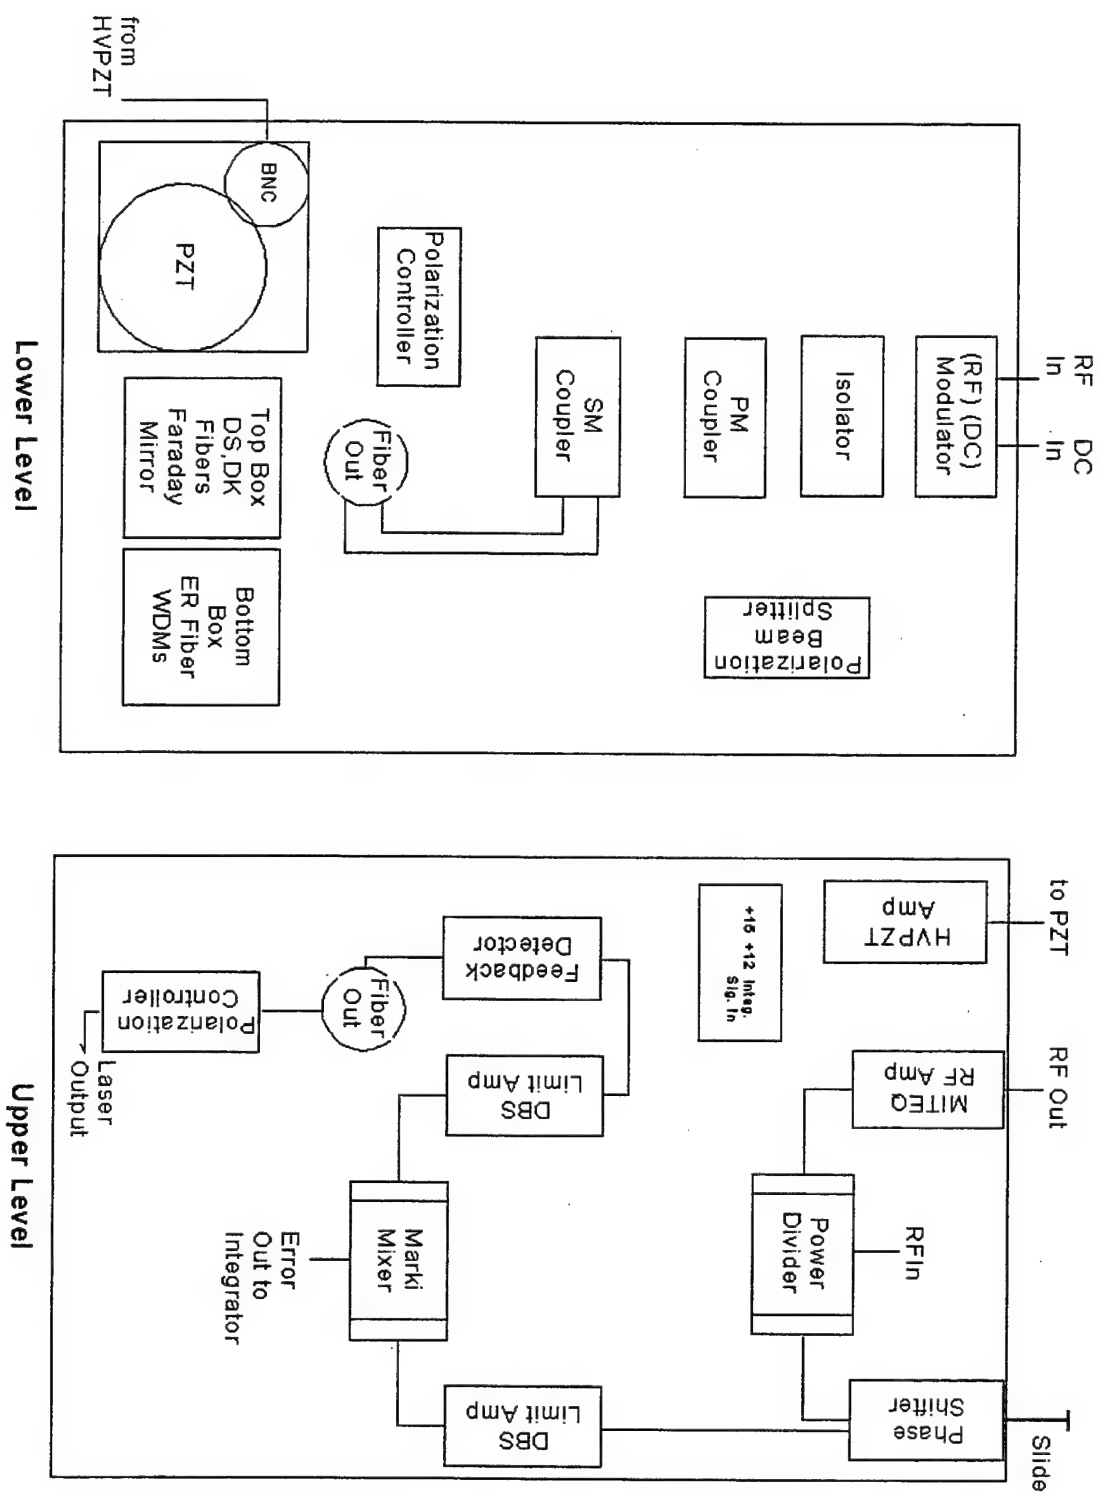 from
HVPZT
BNC
PZT
Polarization
Controller
SM
Coupler
PM
Coupler
Isolator
(RF) (DC)
Modulator
RF
In
DC
In
Top Box
DS,DK
Fibers
Faraday
Mirror
Fiber
Out
Bottom
Box
ER Fiber
WDMs
Polarization
Beam
Splitter
Lower Level
to PZT
HVPZT
Amp
+15 +12 Integ.
Sig. In
Feedback
Detector
Fiber
Out
Polarization
Controller
Laser
Output
DBS
Limit Amp
MITEQ
RF Amp
RF Out
Power
Divider
RFIn
Marki
Mixer
Error
Out to
Integrator
DBS
Limit Amp
Phase
Shifter
Slide
Upper Level